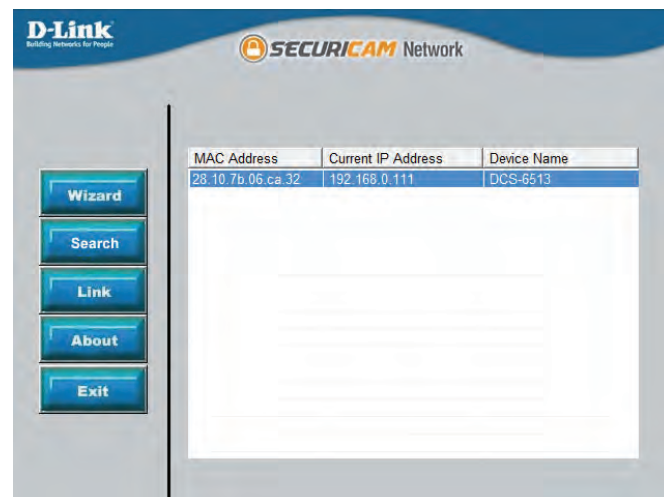 D-Link
Building Networks for People
SECURICAM Network
MAC Address Current IP Address Device Name
28.10.7b.06.ca.32 192.168.0.111 DCS-6513
Wizard
Search
Link
About
Exit